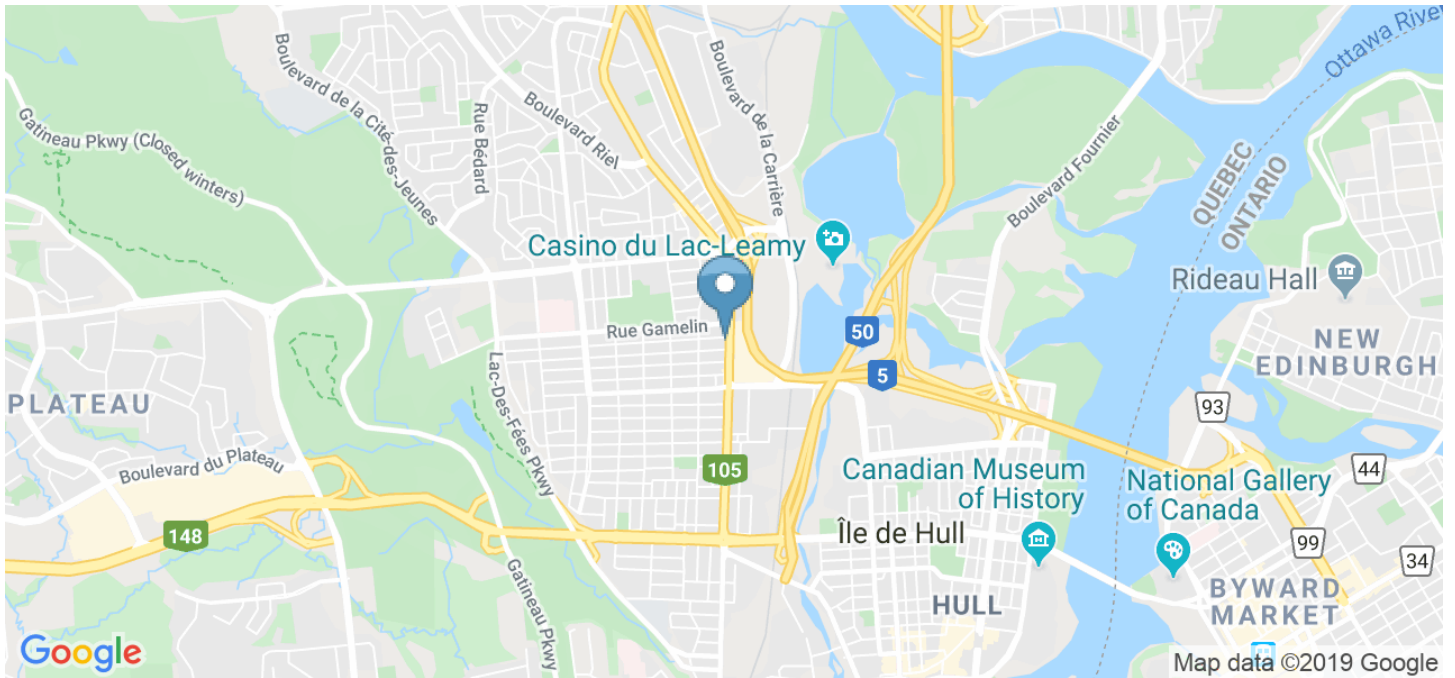 Ottawa River
Boulevard de la Cité-des-Jeunes
Rue Bédard
Boulevard Riel
Boulevard de la Carrière
Boulevard Fournier
Gatineau Pkwy (Closed winters)
QUEBEC
ONTARIO
Casino du Lac-Leamy
Rideau Hall
Rue Gamelin
50
5
NEW
EDINBURGH
PLATEAU
Lac-Des-Fées Pkwy
93
Boulevard du Plateau
105
Canadian Museum
of History
National Gallery
of Canada
44
148
Île de Hull
99
34
Gatineau Pkwy
HULL
BYWARD
MARKET
Google
Map data ©2019 Google